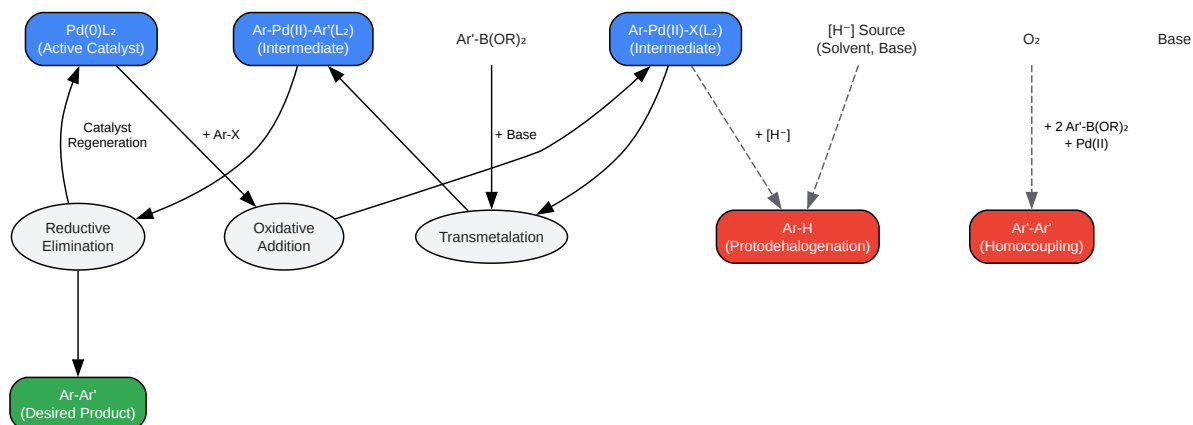 Pd(0)L₂
(Active Catalyst)
Ar-Pd(II)-Ar'(L₂)
(Intermediate)
Ar'-B(OR)₂
Ar-Pd(II)-X(L₂)
(Intermediate)
[H⁻] Source
(Solvent, Base)
O₂
Base
Catalyst
Regeneration
+ Ar-X
+ Base
+ [H⁻]
+ 2 Ar'-B(OR)₂
+ Pd(II)
Reductive
Elimination
Oxidative
Addition
Transmetalation
Ar-H
(Protodehalogenation)
Ar'-Ar'
(Homocoupling)
Ar-Ar'
(Desired Product)